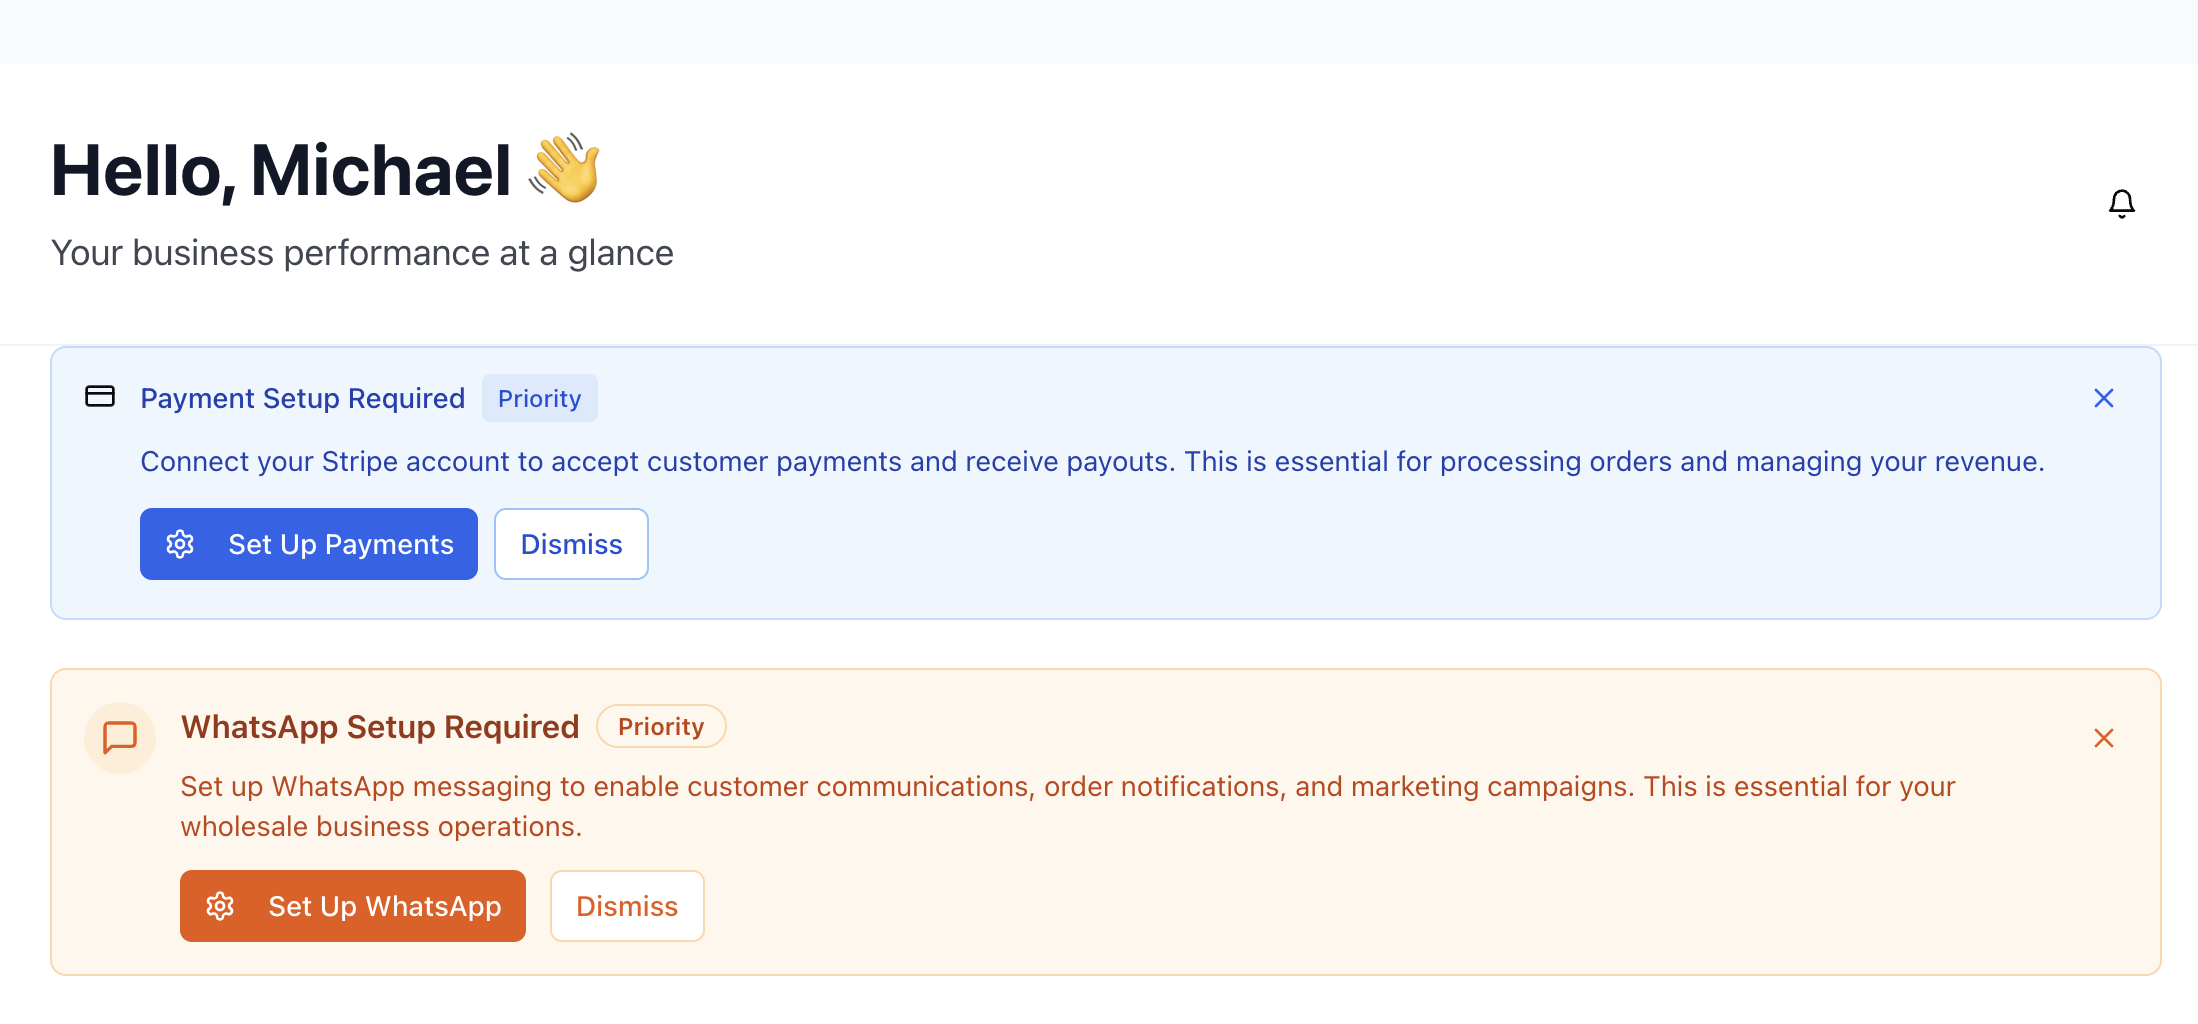 Hello, Michael 👋
Your business performance at a glance
Payment Setup Required Priority
Connect your Stripe account to accept customer payments and receive payouts. This is essential for processing orders and managing your revenue.
Set Up Payments Dismiss
WhatsApp Setup Required Priority
Set up WhatsApp messaging to enable customer communications, order notifications, and marketing campaigns. This is essential for your
wholesale business operations.
Set Up WhatsApp Dismiss